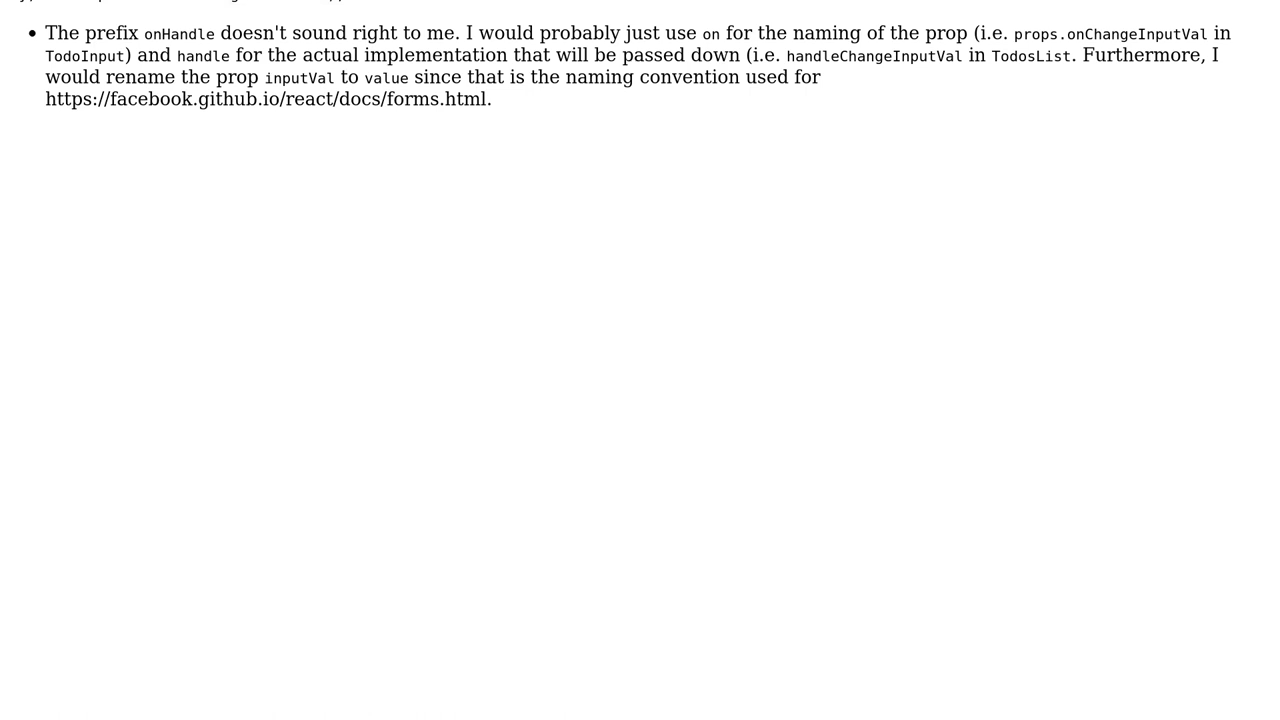 The prefix onHandle doesn't sound right to me. I would probably just use on for the naming of the prop (i.e. props.onChangeInputVal in
TodoInput) and handle for the actual implementation that will be passed down (i.e. handleChangeInputVal in TodosList. Furthermore, I
would rename the prop inputVal to value since that is the naming convention used for
https://facebook.github.io/react/docs/forms.html.